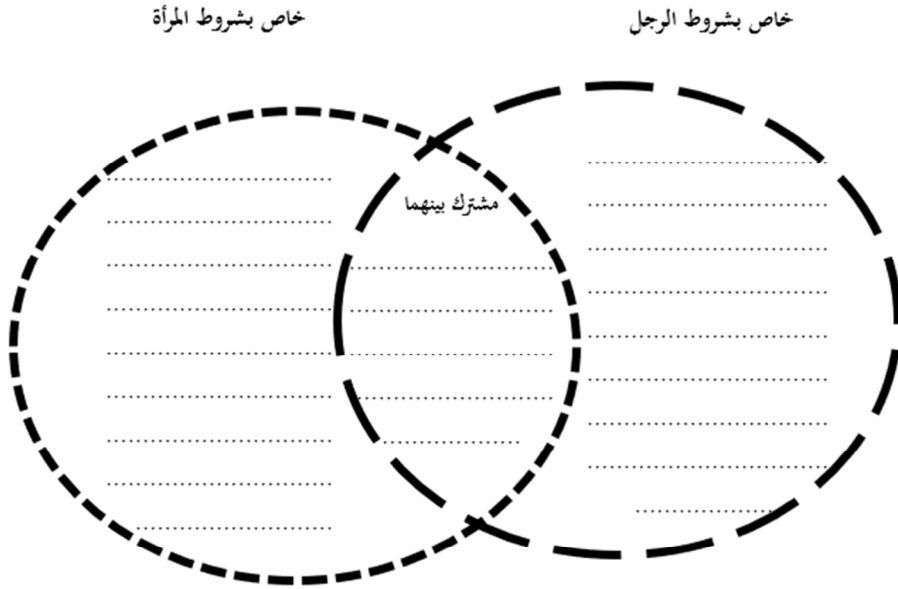 خاص بشروط الرجل
خاص بشروط المرأة
مشترك بينهما